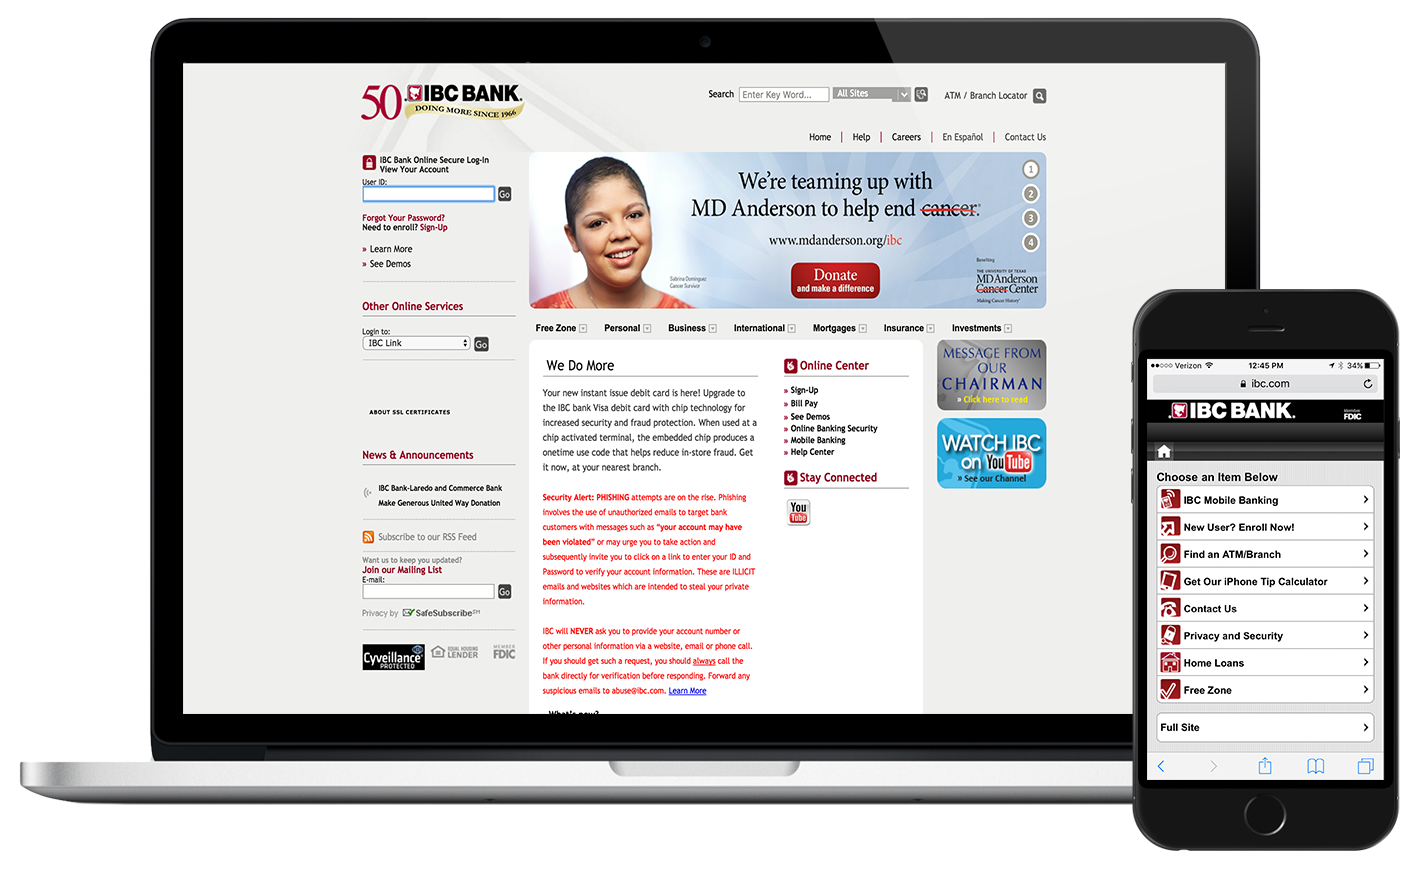 50 IBC BANK.
DOING MORE SINCE 1966
Search
Enter Key Word...
All Sites
ATM / Branch Locator
Home | Help | Careers | En Español | Contact Us
IBC Bank Online Secure Log-In
View Your Account
User ID:
Go
Forgot Your Password?
Need to enroll? Sign-Up
» Learn More
» See Demos
Other Online Services
Login to:
IBC Link
Go
ABOUT SSL CERTIFICATES
News & Announcements
IBC Bank-Laredo and Commerce Bank
Make Generous United Way Donation
Subscribe to our RSS Feed
Want us to keep you updated?
Join our Mailing List
E-mail:
Go
Privacy by SafeSubscribe SM
Cyveillance
PROTECTED
EQUAL HOUSING
LENDER
MEMBER
FDIC
We're teaming up with
MD Anderson to help end cancer.®
www.mdanderson.org/ibc
Donate
and make a difference
Sabrina Dominguez
Cancer Survivor
1
2
3
4
Benefiting
THE UNIVERSITY OF TEXAS
MD Anderson
Cancer Center
Making Cancer History®
Free Zone
Personal
Business
International
Mortgages
Insurance
Investments
We Do More
Your new instant issue debit card is here! Upgrade to
the IBC bank Visa debit card with chip technology for
increased security and fraud protection. When used at a
chip activated terminal, the embedded chip produces a
onetime use code that helps reduce in-store fraud. Get
it now, at your nearest branch.
Security Alert: PHISHING attempts are on the rise. Phishing
involves the use of unauthorized emails to target bank
customers with messages such as "your account may have
been violated" or may urge you to take action and
subsequently invite you to click on a link to enter your ID and
Password to verify your account information. These are ILLICIT
emails and websites which are intended to steal your private
information.
IBC will NEVER ask you to provide your account number or
other personal information via a website, email or phone call.
If you should get such a request, you should always call the
bank directly for verification before responding. Forward any
suspicious emails to abuse@ibc.com. Learn More
What's new?
Online Center
» Sign-Up
» Bill Pay
» See Demos
» Online Banking Security
» Mobile Banking
» Help Center
Stay Connected
You
Tube
MESSAGE FROM
OUR
CHAIRMAN
» Click here to read
WATCH IBC
on YouTube
» See our Channel
Verizon
12:45 PM
34%
ibc.com
IBC BANK.
Member
FDIC
Choose an Item Below
IBC Mobile Banking
New User? Enroll Now!
Find an ATM/Branch
Get Our iPhone Tip Calculator
Contact Us
Privacy and Security
Home Loans
Free Zone
Full Site